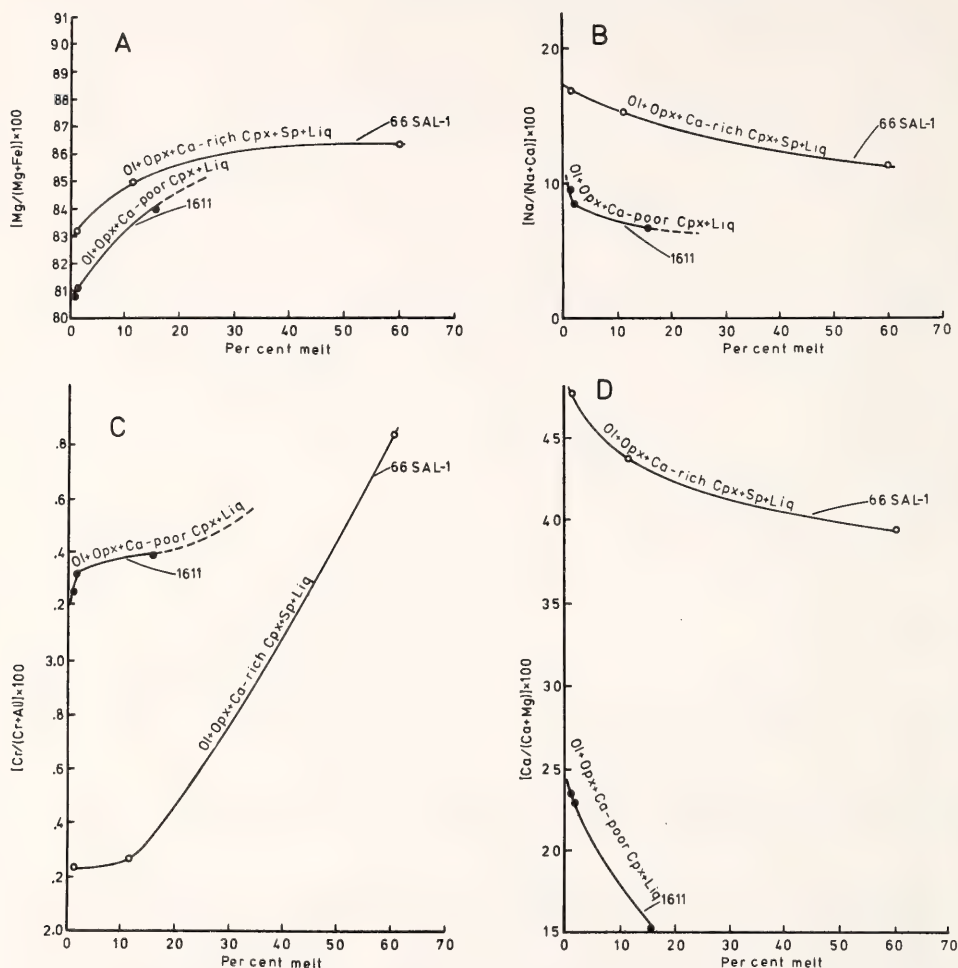 A
91
90
89
88
87
86
85
84
83
82
81
80
[Mg/(Mg+Fe)]×100
Ol+Opx+Ca-rich Cpx+Sp+Liq
66 SAL-1
Ol+Opx+Ca-poor Cpx+Liq
1611
0 10 20 30 40 50 60 70
Per cent melt
B
20
10
0
[Na/(Na+Ca)]×100
Ol+Opx+Ca-rich Cpx+Sp+Liq
66 SAL-1
Ol+Opx+Ca-poor Cpx+Liq
1611
0 10 20 30 40 50 60 70
Per cent melt
C
.8
.6
.4
.2
3.0
.8
.6
.4
.2
2.0
[Cr/(Cr+Al)]×100
66 SAL-1
Ol+Opx+Ca-poor Cpx+Liq
1611
Ol+Opx+Ca-rich Cpx+Sp+Liq
0 10 20 30 40 50 60 70
Per cent melt
D
45
40
35
30
25
20
15
[Ca/(Ca+Mg)]×100
Ol+Opx+Ca-rich Cpx+Sp+Liq
66 SAL-1
Ol+Opx+Ca-poor Cpx+Liq
1611
0 10 20 30 40 50 60 70
Per cent melt